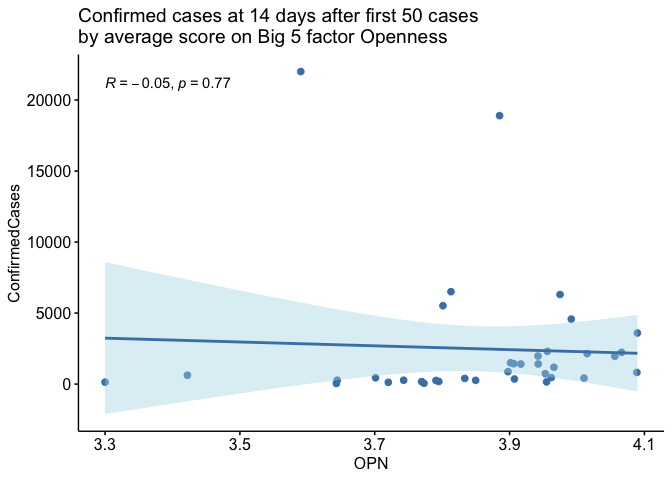 Confirmed cases at 14 days after first 50 cases
by average score on Big 5 factor Openness
R = −0.05, p = 0.77
20000
15000
10000
5000
0
ConfirmedCases
3.3 3.5 3.7 3.9 4.1
OPN